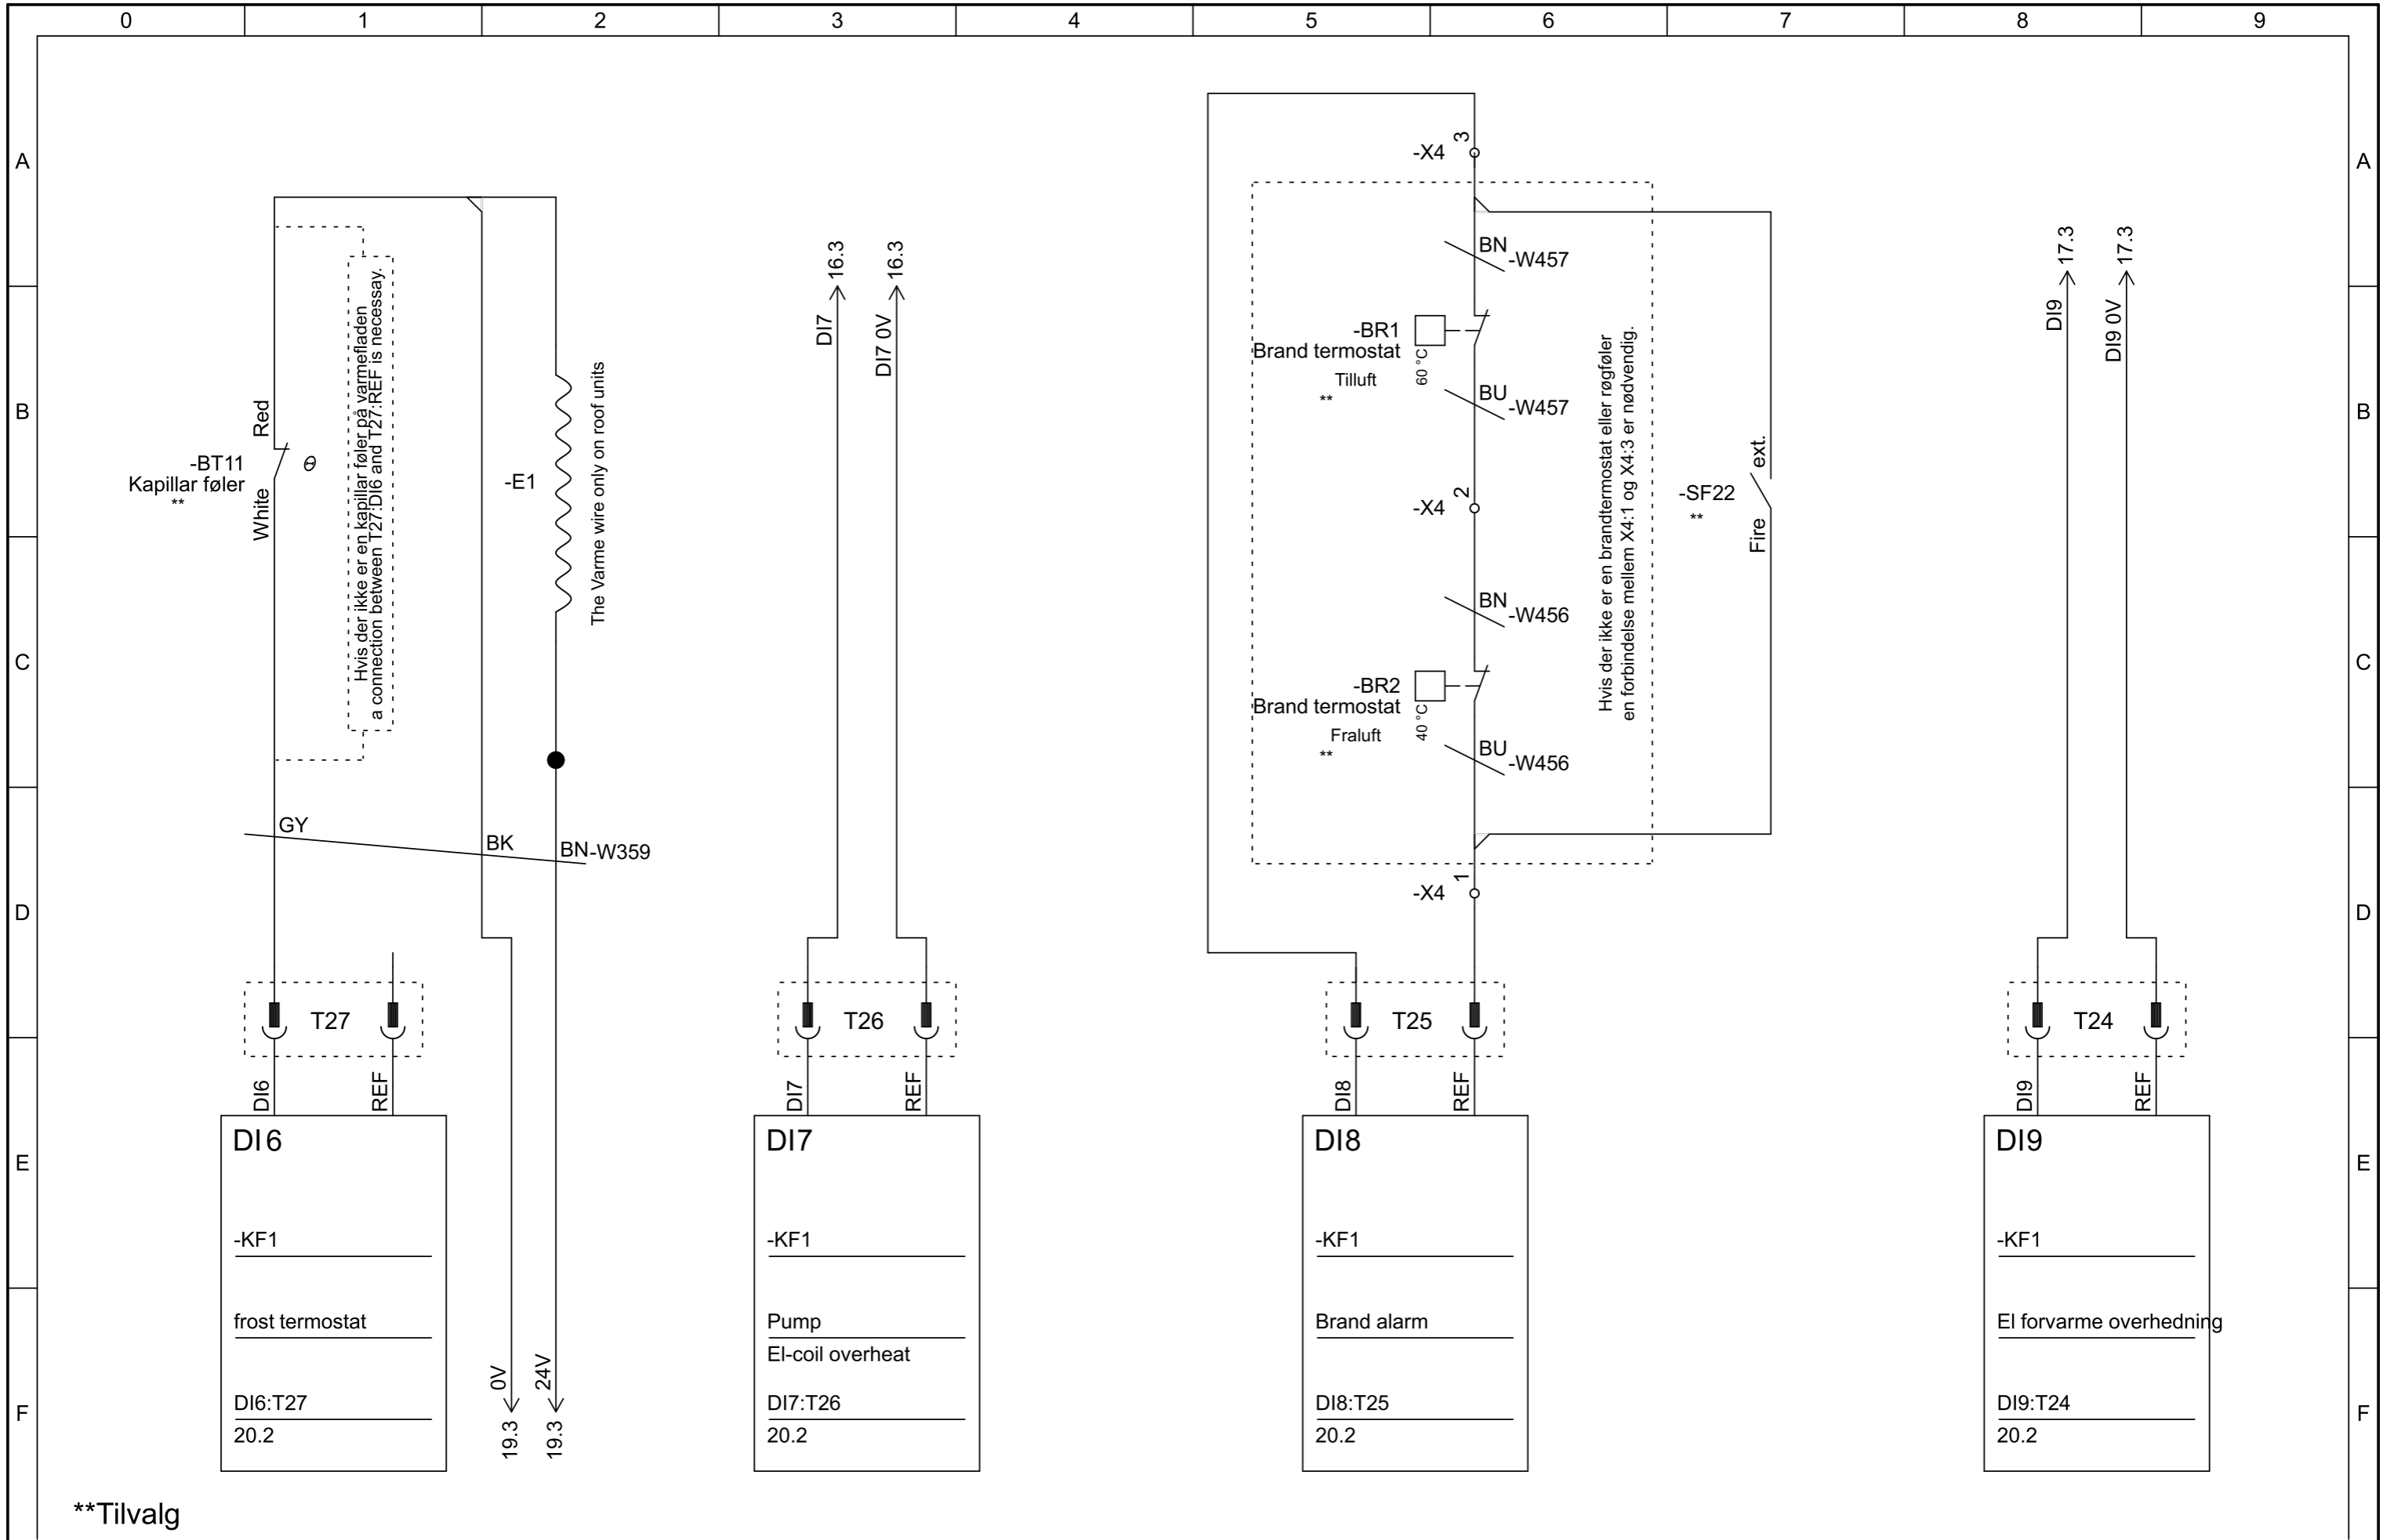 0 1 2 3 4 5 6 7 8 9
A
B
C
D
E
F
A
B
C
D
E
F
-BT11
Kapillar føler
**
Red
White
θ
Hvis der ikke er en kapillar føler på varmefladen
a connection between T27:DI6 and T27:REF is necessay.
-E1
The Varme wire only on roof units
GY
BK
BN
-W359
T27
DI6
REF
DI6
-KF1
frost termostat
DI6:T27
20.2
0V
19.3
24V
19.3
DI7
16.3
DI7 0V
16.3
T26
DI7
REF
DI7
-KF1
Pump
El-coil overheat
DI7:T26
20.2
-X4
3
BN
-W457
-BR1
Brand termostat
Tilluft
**
60 °C
BU
-W457
-X4
2
BN
-W456
-BR2
Brand termostat
Fraluft
**
40 °C
BU
-W456
-X4
1
Hvis der ikke er en brandtermostat eller røgføler
en forbindelse mellem X4:1 og X4:3 er nødvendig.
-SF22
**
ext.
Fire
T25
DI8
REF
DI8
-KF1
Brand alarm
DI8:T25
20.2
DI9
17.3
DI9 0V
17.3
T24
DI9
REF
DI9
-KF1
El forvarme overhedning
DI9:T24
20.2
**Tilvalg